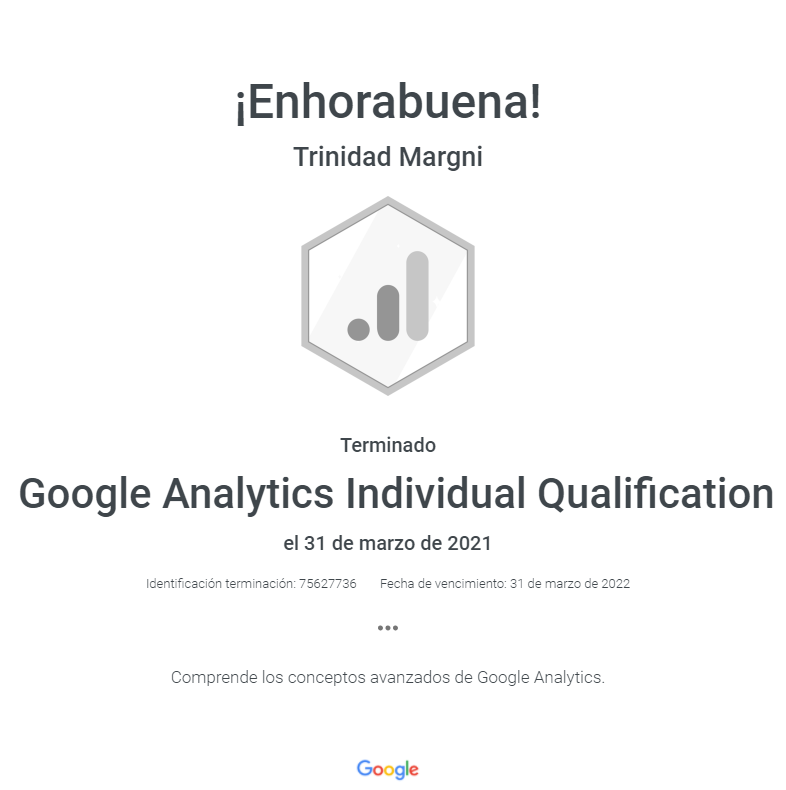 ¡Enhorabuena!
Trinidad Margni
Terminado
Google Analytics Individual Qualification
el 31 de marzo de 2021
Identificación terminación: 75627736 Fecha de vencimiento: 31 de marzo de 2022
•••
Comprende los conceptos avanzados de Google Analytics.
Google